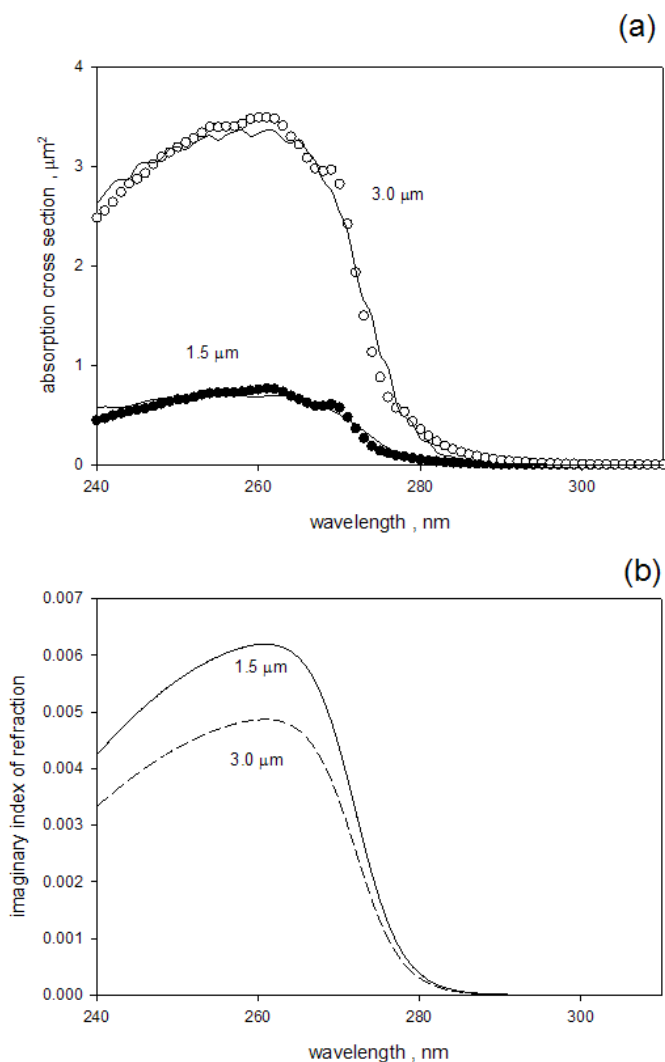 (a)
4
3
2
1
0
absorption cross section , μm²
3.0 μm
1.5 μm
240 260 280 300
wavelength , nm
(b)
0.007
0.006
0.005
0.004
0.003
0.002
0.001
0.000
imaginary index of refraction
1.5 μm
3.0 μm
240 260 280 300
wavelength , nm